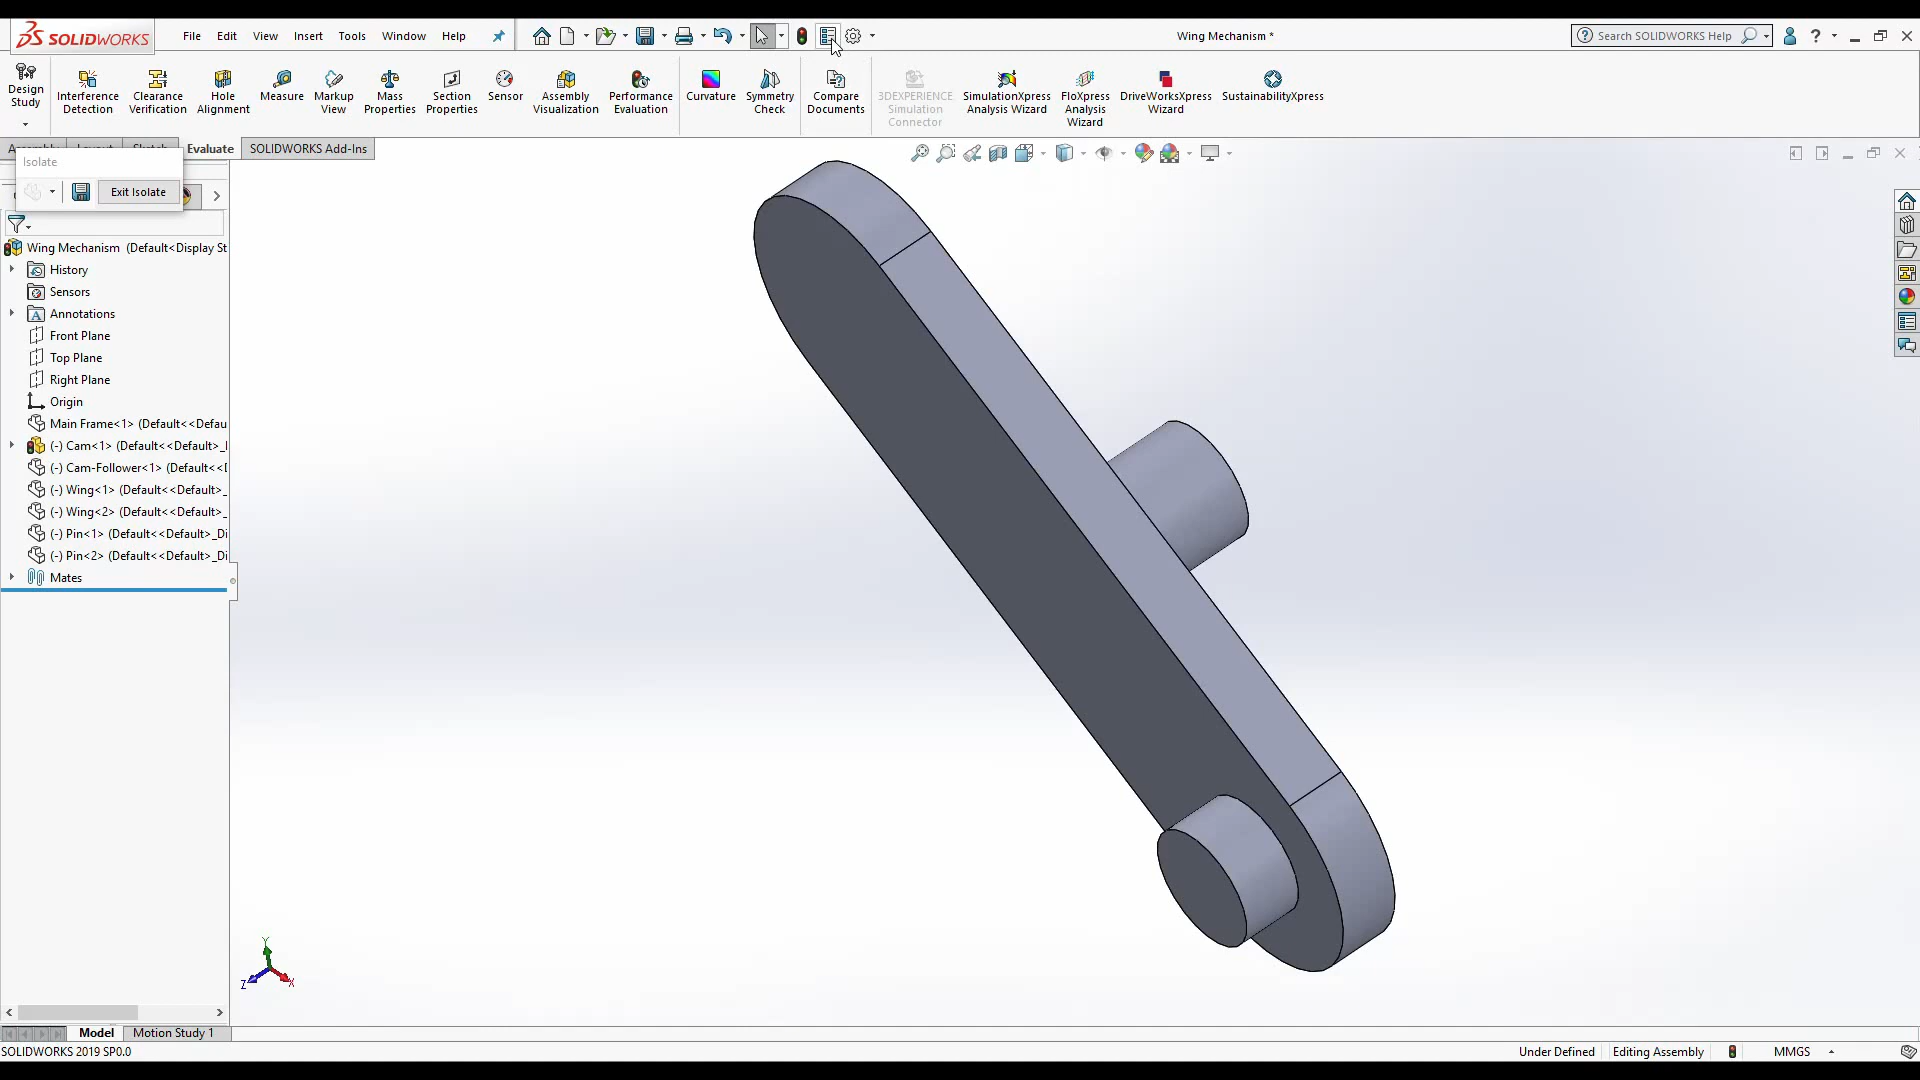 SOLIDWORKS File Edit View Insert Tools Window Help Wing Mechanism * Search SOLIDWORKS Help ?
Design Study
Interference Detection
Clearance Verification
Hole Alignment
Measure
Markup View
Mass Properties
Section Properties
Sensor
Assembly Visualization
Performance Evaluation
Curvature
Symmetry Check
Compare Documents
3DEXPERIENCE Simulation Connector
SimulationXpress Analysis Wizard
FloXpress Analysis Wizard
DriveWorksXpress Wizard
SustainabilityXpress
Evaluate SOLIDWORKS Add-Ins
Isolate
Exit Isolate
Wing Mechanism (Default<Display St
History
Sensors
Annotations
Front Plane
Top Plane
Right Plane
Origin
Main Frame<1> (Default<<Defau
(-) Cam<1> (Default<<Default>_I
(-) Cam-Follower<1> (Default<<I
(-) Wing<1> (Default<<Default>_
(-) Wing<2> (Default<<Default>_
(-) Pin<1> (Default<<Default>_Di
(-) Pin<2> (Default<<Default>_Di
Mates
Y
Z X
Model Motion Study 1
SOLIDWORKS 2019 SP0.0 Under Defined Editing Assembly MMGS